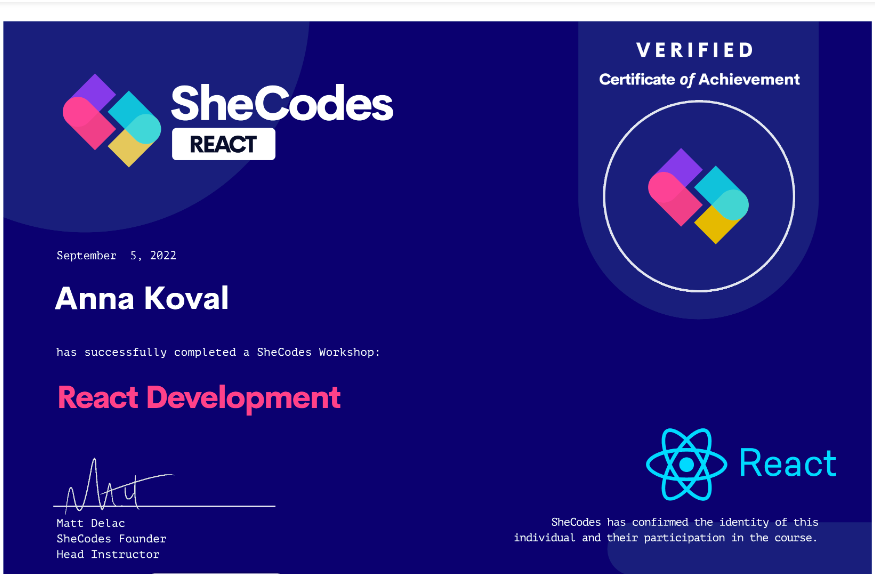 SheCodes
REACT
VERIFIED
Certificate of Achievement
September 5, 2022
Anna Koval
has successfully completed a SheCodes Workshop:
React Development
Matt Delac
SheCodes Founder
Head Instructor
React
SheCodes has confirmed the identity of this
individual and their participation in the course.